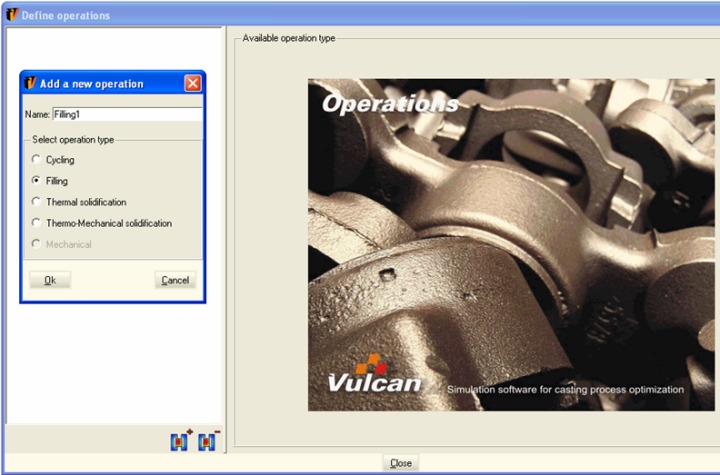 Define operations
Available operation type
Add a new operation
Name: Filling1
Select operation type
Cycling
Filling
Thermal solidification
Thermo-Mechanical solidification
Mechanical
Ok
Cancel
Operations
Vulcan
Simulation software for casting process optimization
Close